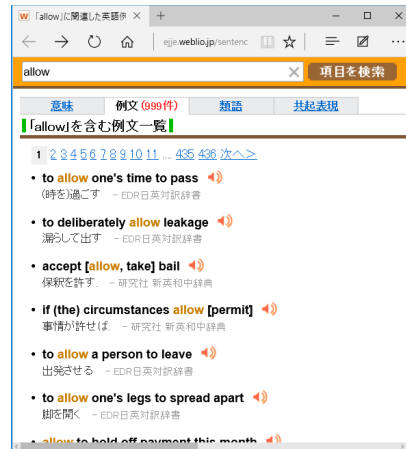 「allow」に関連した英語例
ejje.weblio.jp/sentenc
allow
項目を検索
意味 例文 (999件) 類語 共起表現
「allow」を含む例文一覧
1 2 3 4 5 6 7 8 9 10 11 .... 435 436 次へ＞
• to allow one's time to pass
(時を)過ごす － EDR日英対訳辞書
• to deliberately allow leakage
漏らして出す － EDR日英対訳辞書
• accept [allow, take] bail
保釈を許す. － 研究社 新英和中辞典
• if (the) circumstances allow [permit]
事情が許せば. － 研究社 新英和中辞典
• to allow a person to leave
出発させる － EDR日英対訳辞書
• to allow one's legs to spread apart
脚を開く － EDR日英対訳辞書
• allow to hold off payment this month